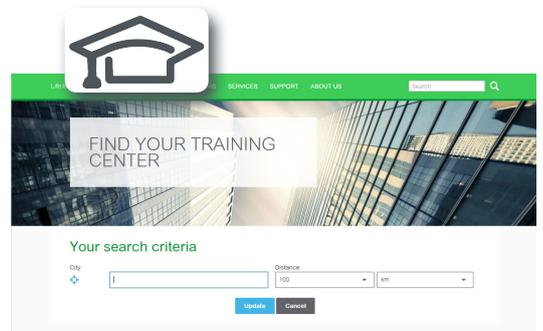 SERVICES SUPPORT ABOUT US Search
FIND YOUR TRAINING
CENTER
Your search criteria
City Distance
100 km
Update Cancel